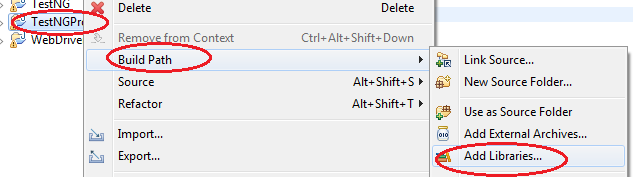 TestNG
TestNGPro
WebDrive
Delete Delete
Remove from Context Ctrl+Alt+Shift+Down
Build Path
Source Alt+Shift+S
Refactor Alt+Shift+T
Import...
Export...
Link Source...
New Source Folder...
Use as Source Folder
Add External Archives...
Add Libraries...